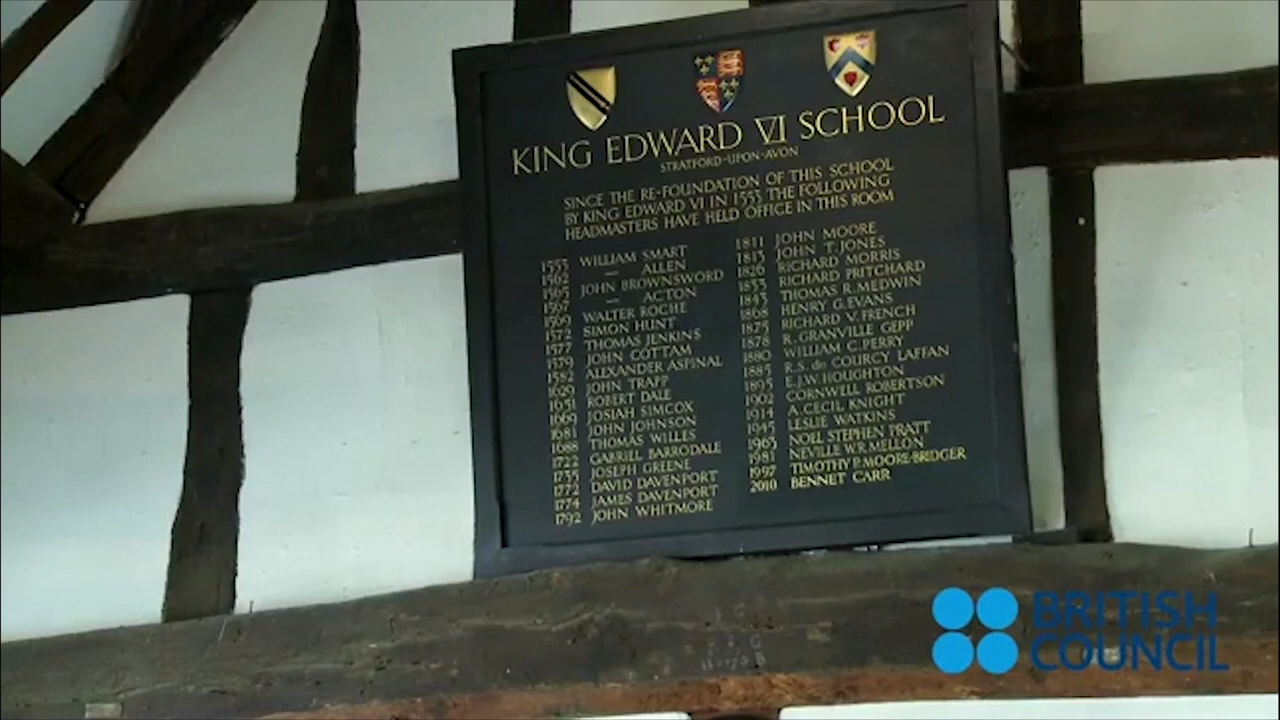 KING EDWARD VI SCHOOL
STRATFORD-UPON-AVON
SINCE THE RE-FOUNDATION OF THIS SCHOOL
BY KING EDWARD VI IN 1553 THE FOLLOWING
HEADMASTERS HAVE HELD OFFICE IN THIS ROOM
1553 WILLIAM SMART
1562 — ALLEN
1565 JOHN BROWNSWORD
1567 — ACTON
1569 WALTER ROCHE
1572 SIMON HUNT
1577 THOMAS JENKINS
1579 JOHN COTTAM
1582 ALEXANDER ASPINAL
1629 JOHN TRAPP
1651 ROBERT DALE
1669 JOSIAH SIMCOX
1681 JOHN JOHNSON
1688 THOMAS WILLES
1722 GABRIEL BARRODALE
1735 JOSEPH GREENE
1772 DAVID DAVENPORT
1774 JAMES DAVENPORT
1792 JOHN WHITMORE
1811 JOHN MOORE
1813 JOHN T. JONES
1826 RICHARD MORRIS
1833 RICHARD PRITCHARD
1843 THOMAS R. MEDWIN
1868 HENRY G. EVANS
1875 RICHARD V. FRENCH
1878 R. GRANVILLE GEPP
1880 WILLIAM C. PERRY
1885 R.S. de COURCY LAFFAN
1895 E.J.W. HOUGHTON
1902 CORNWELL ROBERTSON
1914 A. CECIL KNIGHT
1945 LESLIE WATKINS
1963 NOEL STEPHEN PRATT
1981 NEVILLE W.R. MELLON
1997 TIMOTHY P. MOORE-BRIDGER
2010 BENNET CARR
BRITISH
COUNCIL